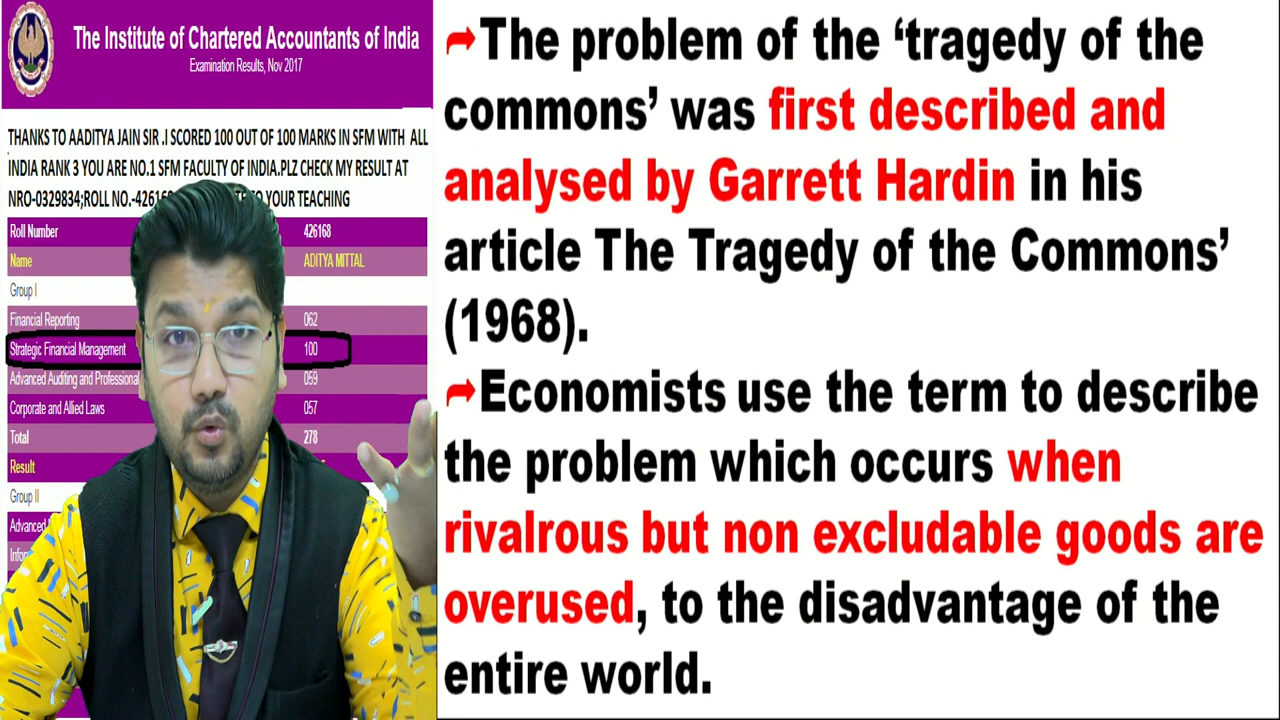 The Institute of Chartered Accountants of India
Examination Results, Nov 2017
THANKS TO AADITYA JAIN SIR .I SCORED 100 OUT OF 100 MARKS IN SFM WITH ALL
INDIA RANK 3 YOU ARE NO.1 SFM FACULTY OF INDIA.PLZ CHECK MY RESULT AT
NRO-0329834;ROLL NO.-4261 TO YOUR TEACHING
Roll Number 426168
Name ADITYA MITTAL
Group I
Financial Reporting 062
Strategic Financial Management 100
Advanced Auditing and Professional 059
Corporate and Allied Laws 057
Total 278
Result
Group II
Advanced
➦The problem of the ‘tragedy of the
commons’ was first described and
analysed by Garrett Hardin in his
article The Tragedy of the Commons’
(1968).
➦Economists use the term to describe
the problem which occurs when
rivalrous but non excludable goods are
overused, to the disadvantage of the
entire world.